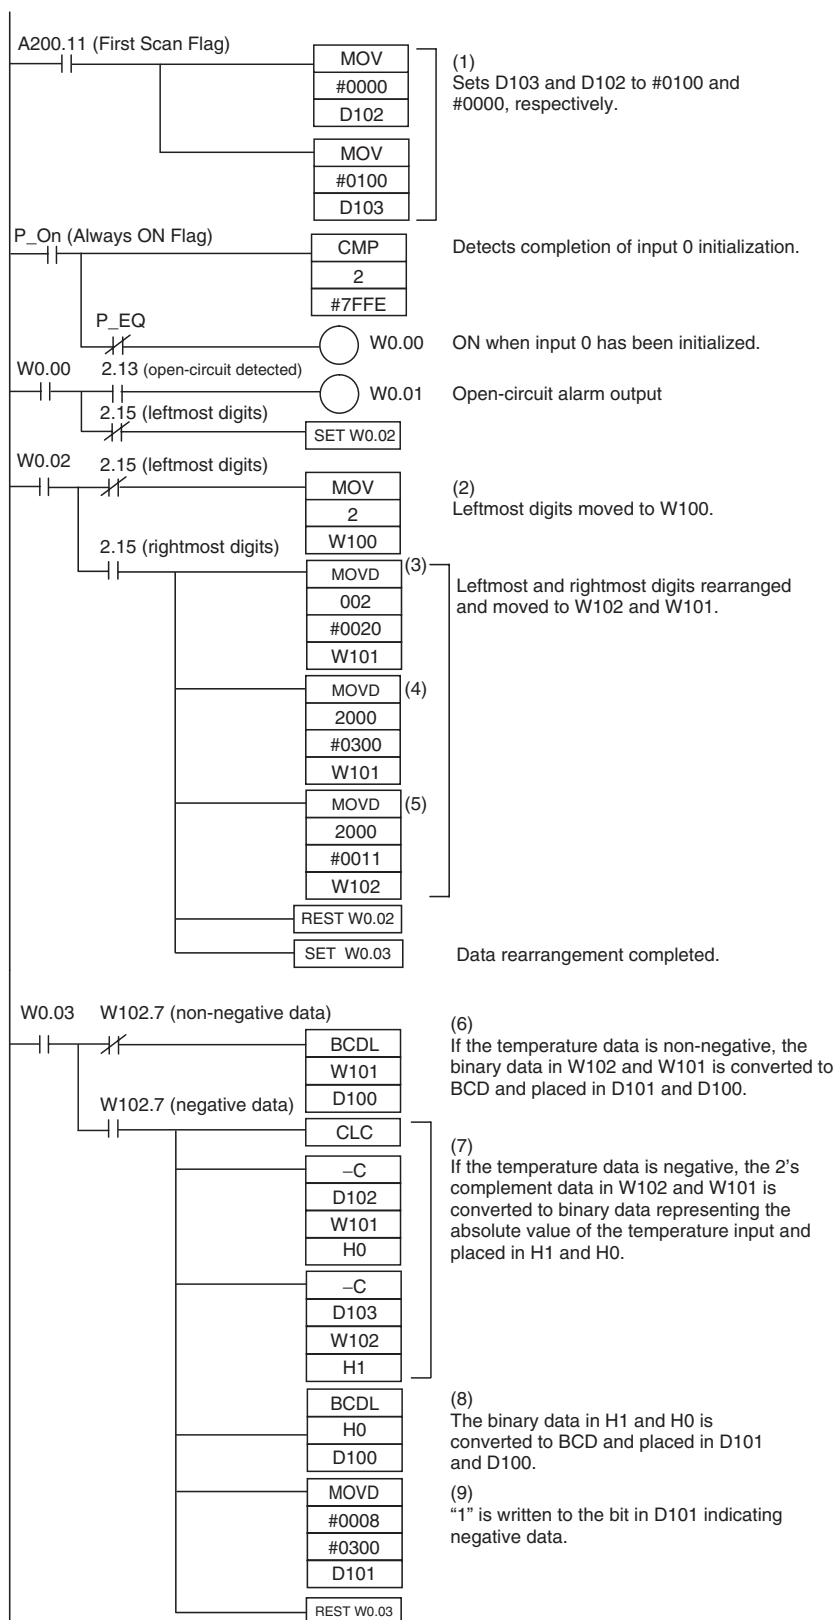 A200.11 (First Scan Flag)
MOV
#0000
D102
MOV
#0100
D103
(1)
Sets D103 and D102 to #0100 and
#0000, respectively.
P_On (Always ON Flag)
CMP
2
#7FFE
Detects completion of input 0 initialization.
P_EQ
W0.00
ON when input 0 has been initialized.
W0.00
2.13 (open-circuit detected)
W0.01
Open-circuit alarm output
2.15 (leftmost digits)
SET W0.02
W0.02
2.15 (leftmost digits)
MOV
2
W100
(2)
Leftmost digits moved to W100.
2.15 (rightmost digits)
MOVD
002
#0020
W101
(3)
Leftmost and rightmost digits rearranged
and moved to W102 and W101.
MOVD
2000
#0300
W101
(4)
MOVD
2000
#0011
W102
(5)
REST W0.02
SET W0.03
Data rearrangement completed.
W0.03
W102.7 (non-negative data)
BCDL
W101
D100
(6)
If the temperature data is non-negative, the
binary data in W102 and W101 is converted to
BCD and placed in D101 and D100.
W102.7 (negative data)
CLC
–C
D102
W101
H0
–C
D103
W102
H1
(7)
If the temperature data is negative, the 2's
complement data in W102 and W101 is
converted to binary data representing the
absolute value of the temperature input and
placed in H1 and H0.
BCDL
H0
D100
(8)
The binary data in H1 and H0 is
converted to BCD and placed in D101
and D100.
MOVD
#0008
#0300
D101
(9)
“1” is written to the bit in D101 indicating
negative data.
REST W0.03